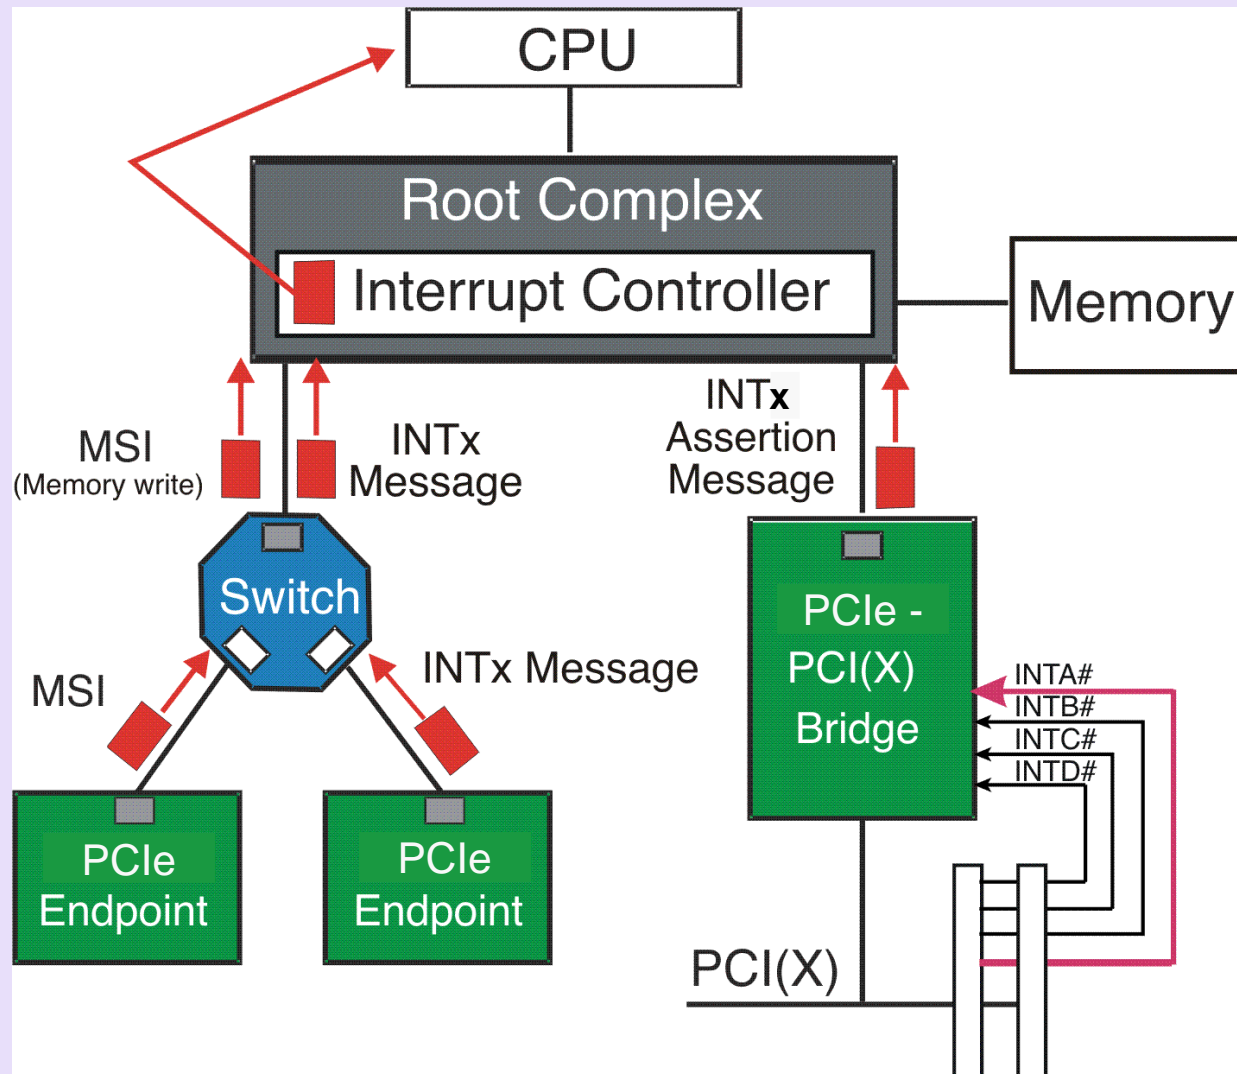 CPU
Root Complex
Interrupt Controller
Memory
MSI
(Memory write)
INTx
Message
INTx
Assertion
Message
Switch
PCIe -
PCI(X)
Bridge
MSI
INTx Message
INTA#
INTB#
INTC#
INTD#
PCIe
Endpoint
PCIe
Endpoint
PCI(X)